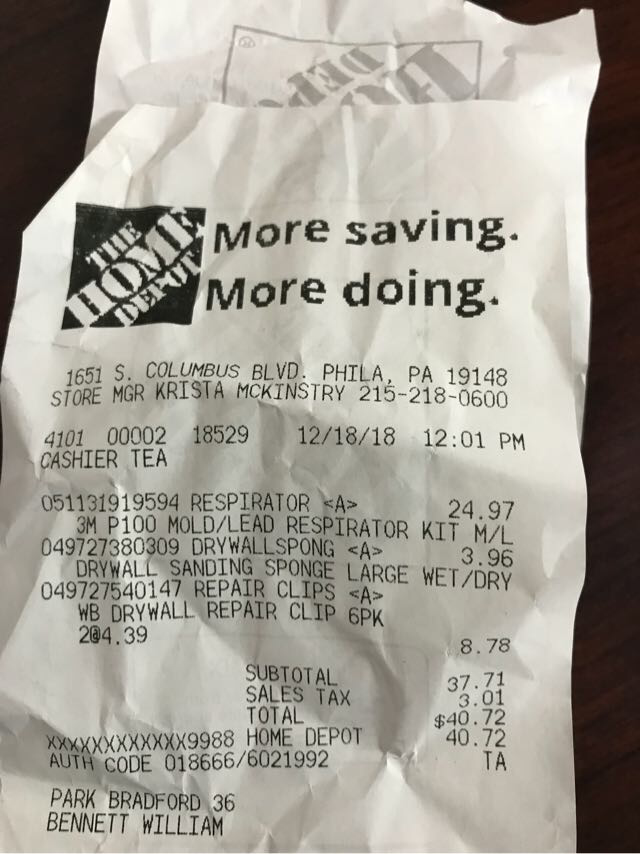 THE
HOME
DEPOT
More saving.
More doing.
1651 S. COLUMBUS BLVD. PHILA, PA 19148
STORE MGR KRISTA MCKINSTRY 215-218-0600
4101 00002 18529 12/18/18 12:01 PM
CASHIER TEA
051131919594 RESPIRATOR <A> 24.97
3M P100 MOLD/LEAD RESPIRATOR KIT M/L
049727380309 DRYWALLSPONG <A> 3.96
DRYWALL SANDING SPONGE LARGE WET/DRY
049727540147 REPAIR CLIPS <A>
WB DRYWALL REPAIR CLIP 6PK
2@4.39 8.78
SUBTOTAL 37.71
SALES TAX 3.01
TOTAL $40.72
XXXXXXXXXXXX9988 HOME DEPOT 40.72
AUTH CODE 018666/6021992 TA
PARK BRADFORD 36
BENNETT WILLIAM